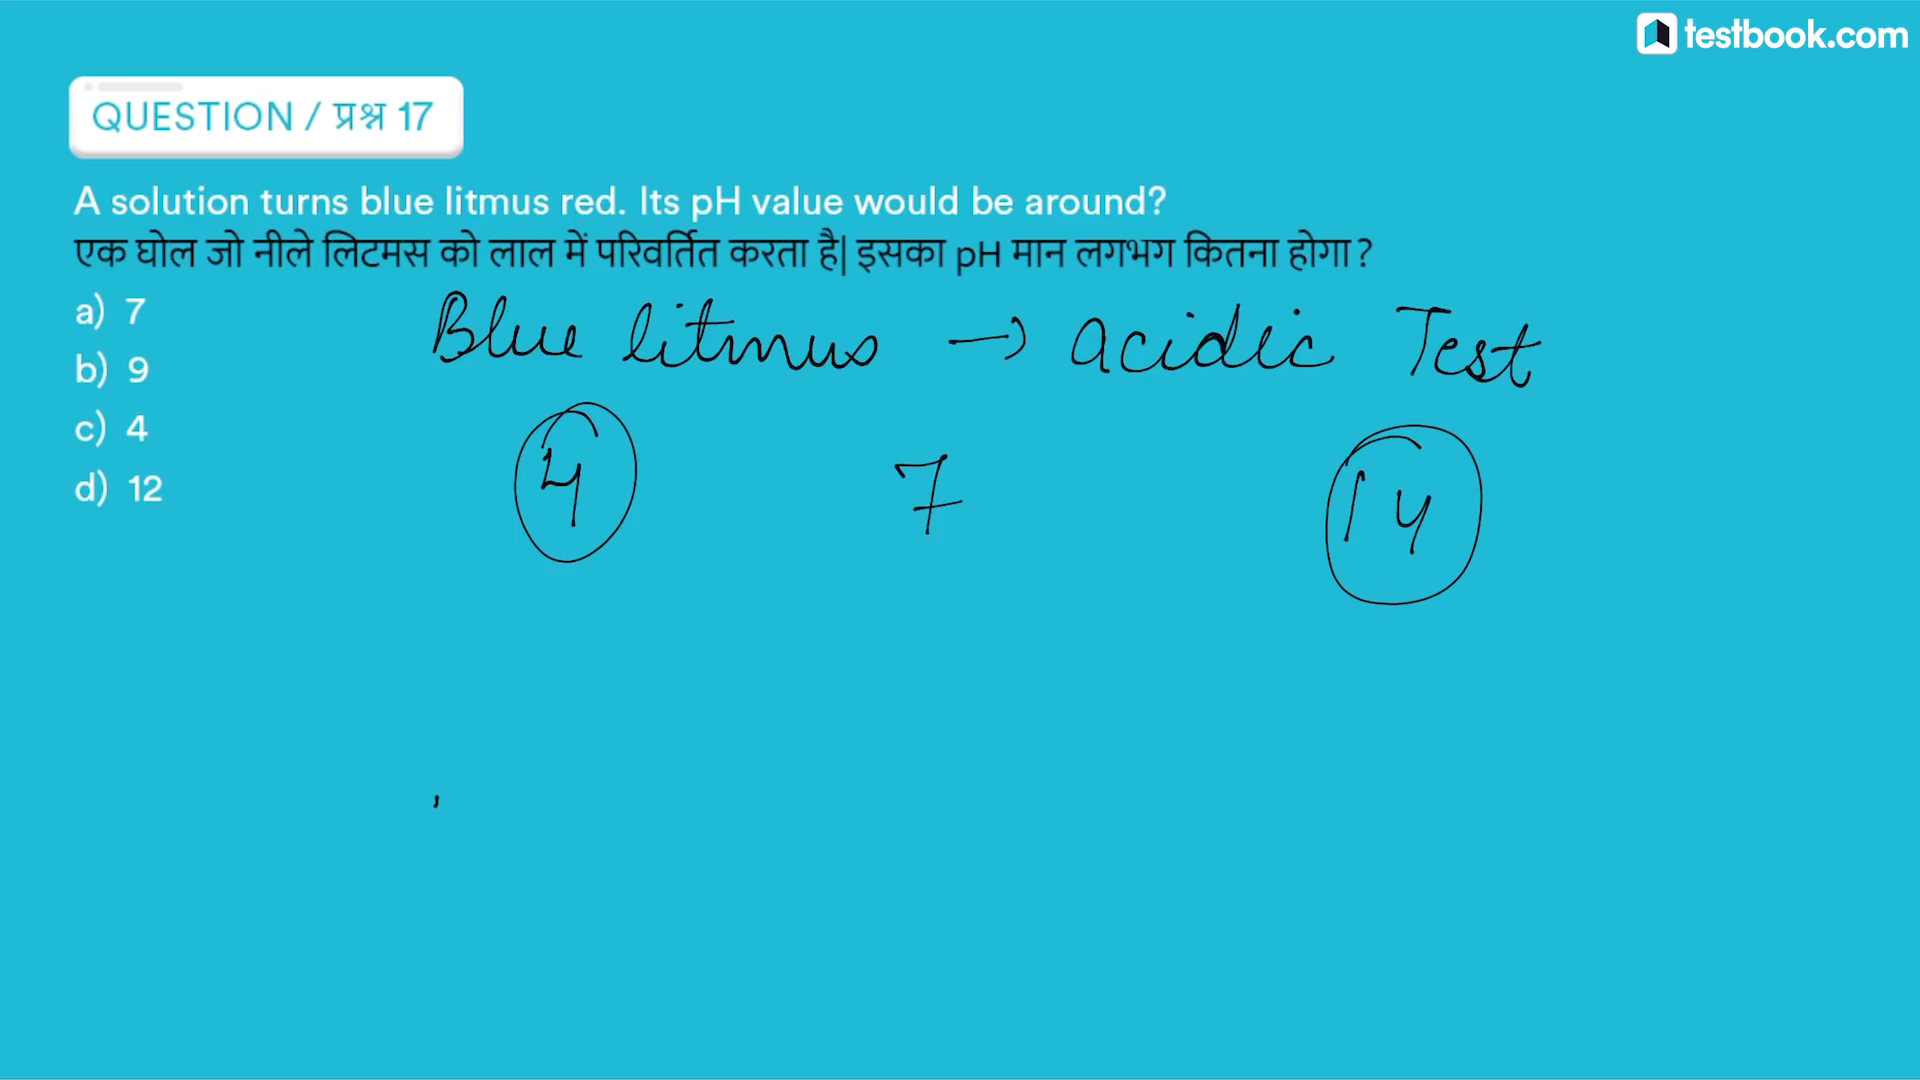 testbook.com
QUESTION / प्रश्न 17
A solution turns blue litmus red. Its pH value would be around?
एक घोल जो नीले लिटमस को लाल में परिवर्तित करता है| इसका pH मान लगभग कितना होगा?
a) 7
b) 9
c) 4
d) 12
Blue litmus → acidic Test
4 7 14